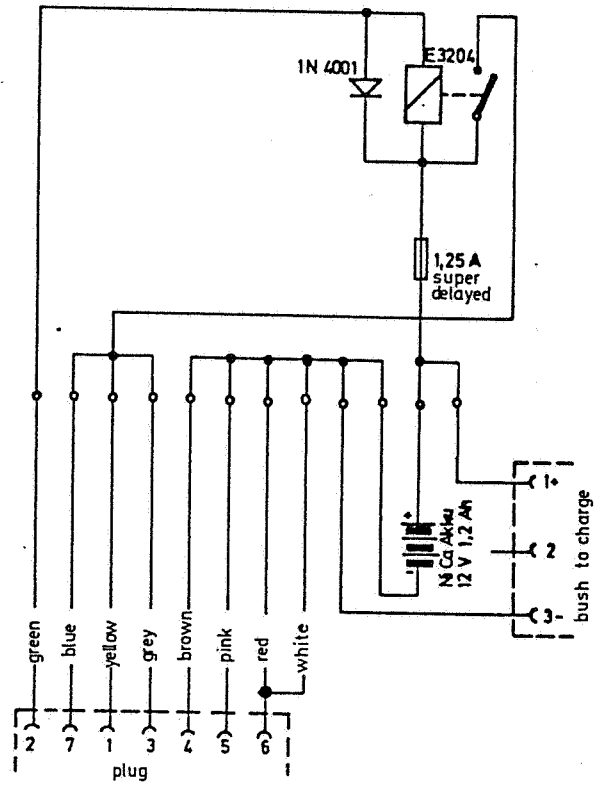 1N 4001
E3204
1,25 A
super
delayed
+
-
NiCa Akku
12 V 1,2 Ah
1+
2
3-
bush to charge
green
blue
yellow
grey
brown
pink
red
white
2
7
1
3
4
5
6
plug